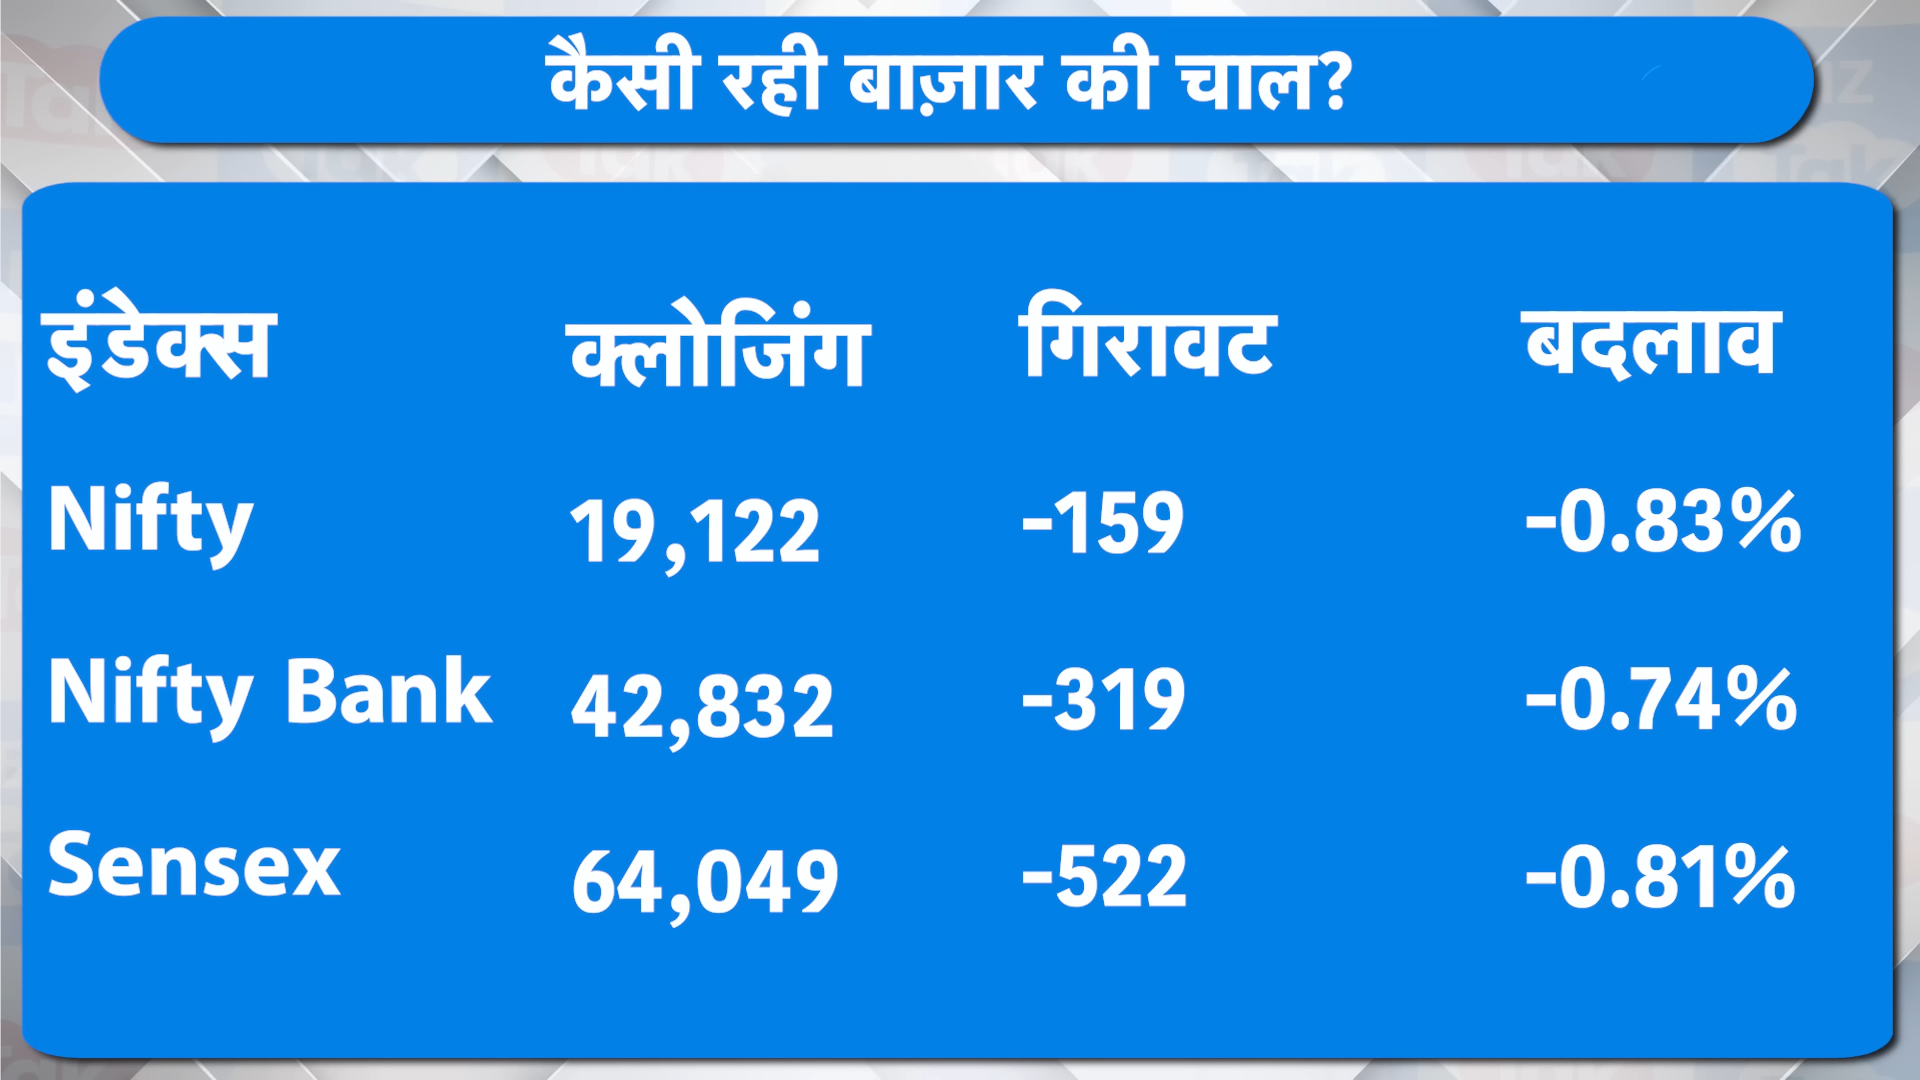 कैसी रही बाज़ार की चाल?
इंडेक्स क्लोजिंग गिरावट बदलाव
Nifty 19,122 -159 -0.83%
Nifty Bank 42,832 -319 -0.74%
Sensex 64,049 -522 -0.81%